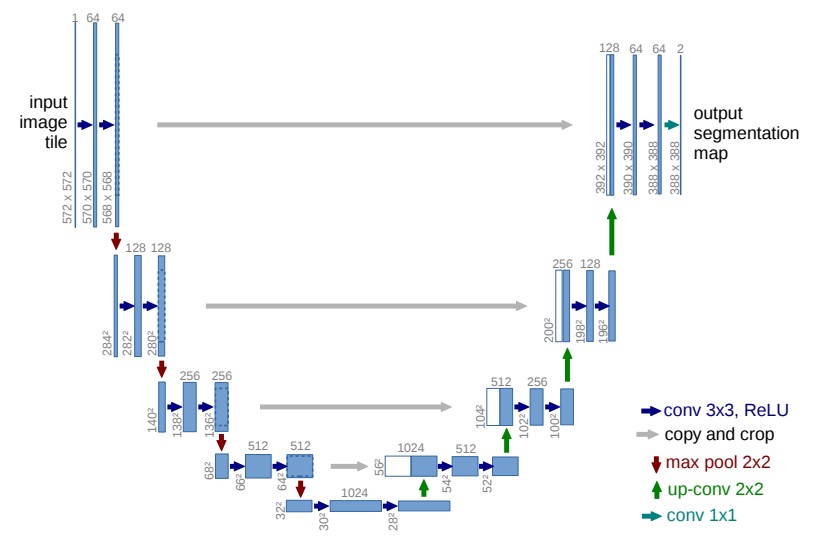 1 64 64
128 64 64 2
input
image
tile
output
segmentation
map
572 x 572
570 x 570
568 x 568
392 x 392
390 x 390
388 x 388
388 x 388
128 128
256 128
284²
282²
280²
200²
198²
196²
256 256
512 256
140²
138²
136²
104²
102²
100²
512 512
1024 512
68²
66²
64²
56²
54²
52²
1024
32²
30²
28²
conv 3x3, ReLU
copy and crop
max pool 2x2
up-conv 2x2
conv 1x1